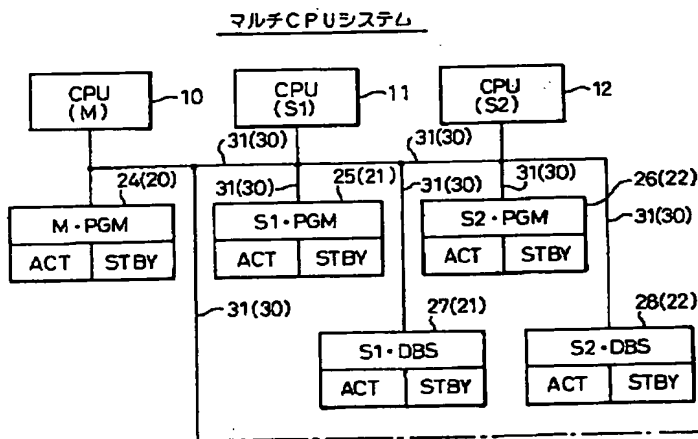 マルチCPUシステム
CPU
(M)
10
CPU
(S1)
11
CPU
(S2)
12
31(30)
31(30)
24(20)
31(30)
25(21)
31(30)
31(30)
26(22)
M・PGM
ACT STBY
S1・PGM
ACT STBY
S2・PGM
ACT STBY
31(30)
31(30)
27(21)
28(22)
S1・DBS
ACT STBY
S2・DBS
ACT STBY